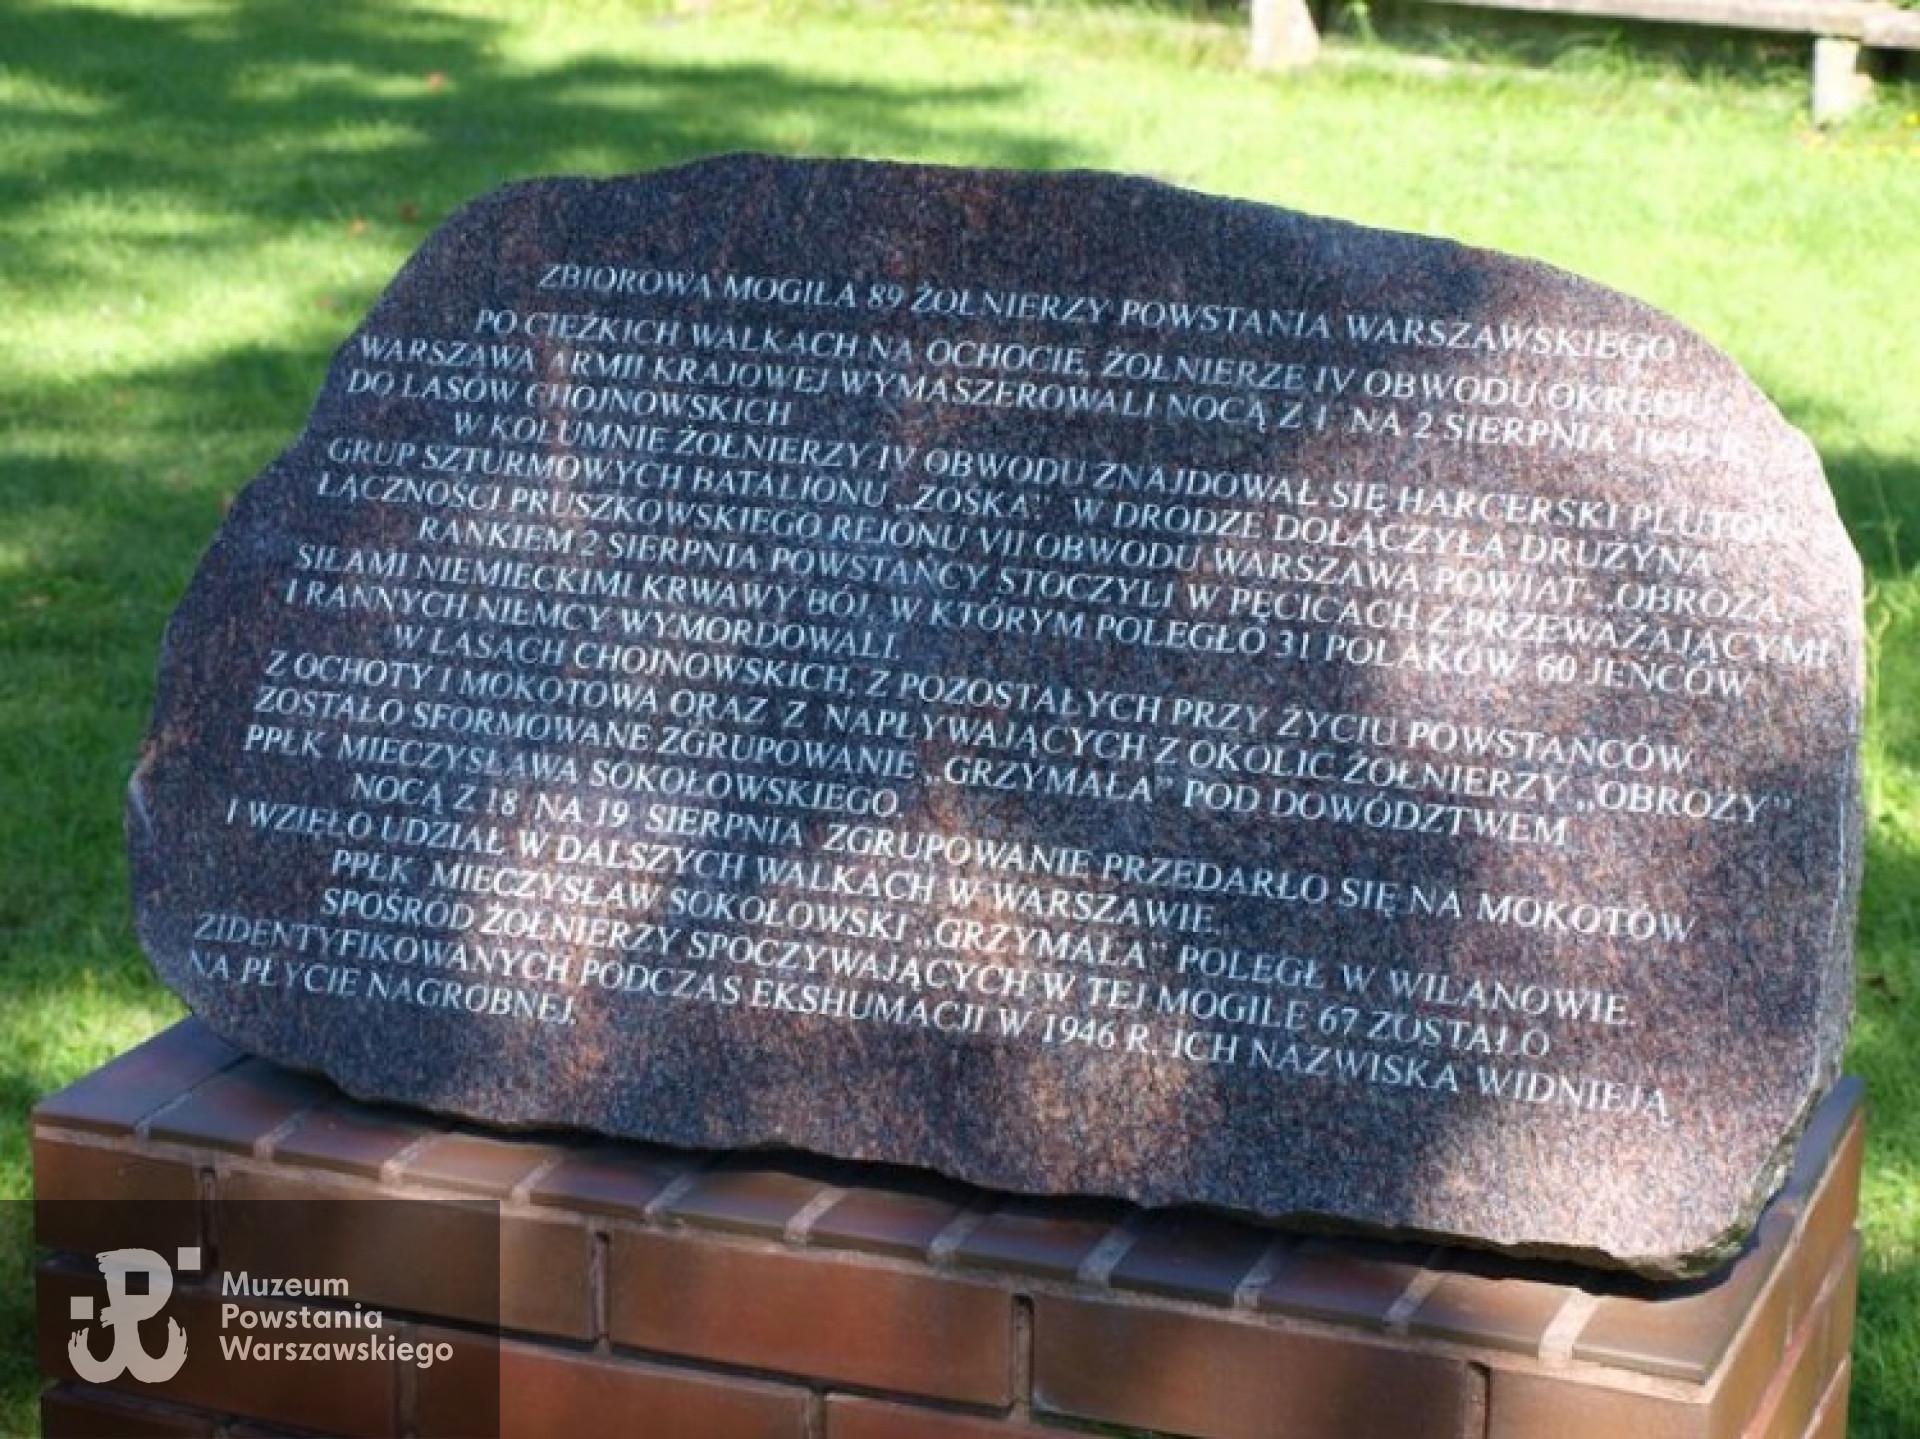 ZBIOROWA MOGIŁA 89 ŻOŁNIERZY POWSTANIA WARSZAWSKIEGO
PO CIĘŻKICH WALKACH NA OCHOCIE, ŻOŁNIERZE IV OBWODU OKRĘGU
WARSZAWA ARMII KRAJOWEJ WYMASZEROWALI NOCĄ Z 1 NA 2 SIERPNIA 1944 R.
DO LASÓW CHOJNOWSKICH
W KOLUMNIE ŻOŁNIERZY IV OBWODU ZNAJDOWAŁ SIĘ HARCERSKI PLUTON
GRUP SZTURMOWYCH BATALIONU „ZOŚKA". W DRODZE DOŁĄCZYŁA DRUŻYNA
ŁĄCZNOŚCI PRUSZKOWSKIEGO REJONU VII OBWODU WARSZAWA POWIAT - „OBROŻA".
RANKIEM 2 SIERPNIA POWSTAŃCY STOCZYLI W PĘCICACH Z PRZEWAŻAJĄCYMI
SIŁAMI NIEMIECKIMI KRWAWY BÓJ, W KTÓRYM POLEGŁO 31 POLAKÓW. 60 JEŃCÓW
I RANNYCH NIEMCY WYMORDOWALI.
W LASACH CHOJNOWSKICH, Z POZOSTAŁYCH PRZY ŻYCIU POWSTAŃCÓW
Z OCHOTY I MOKOTOWA ORAZ Z NAPŁYWAJĄCYCH Z OKOLIC ŻOŁNIERZY „OBROŻY"
ZOSTAŁO SFORMOWANE ZGRUPOWANIE „GRZYMAŁA" POD DOWÓDZTWEM
PPŁK MIECZYSŁAWA SOKOŁOWSKIEGO.
NOCĄ Z 18 NA 19 SIERPNIA ZGRUPOWANIE PRZEDARŁO SIĘ NA MOKOTÓW
I WZIĘŁO UDZIAŁ W DALSZYCH WALKACH W WARSZAWIE.
PPŁK MIECZYSŁAW SOKOŁOWSKI „GRZYMAŁA" POLEGŁ W WILANOWIE.
SPOŚRÓD ŻOŁNIERZY SPOCZYWAJĄCYCH W TEJ MOGILE 67 ZOSTAŁO
ZIDENTYFIKOWANYCH PODCZAS EKSHUMACJI W 1946 R. ICH NAZWISKA WIDNIEJĄ
NA PŁYCIE NAGROBNEJ.
Muzeum
Powstania
Warszawskiego